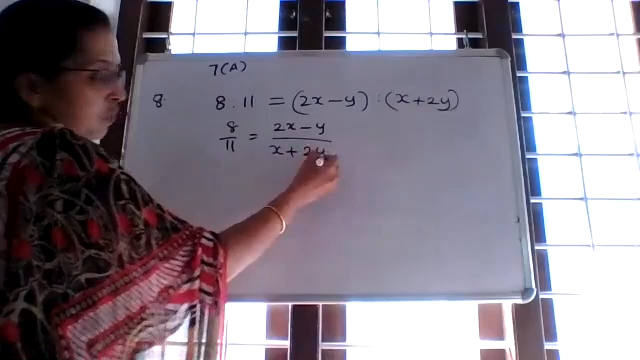 7(A)
8. 8 : 11 = (2x − y) : (x + 2y)
8/11 = (2x − y)/(x + 2y)